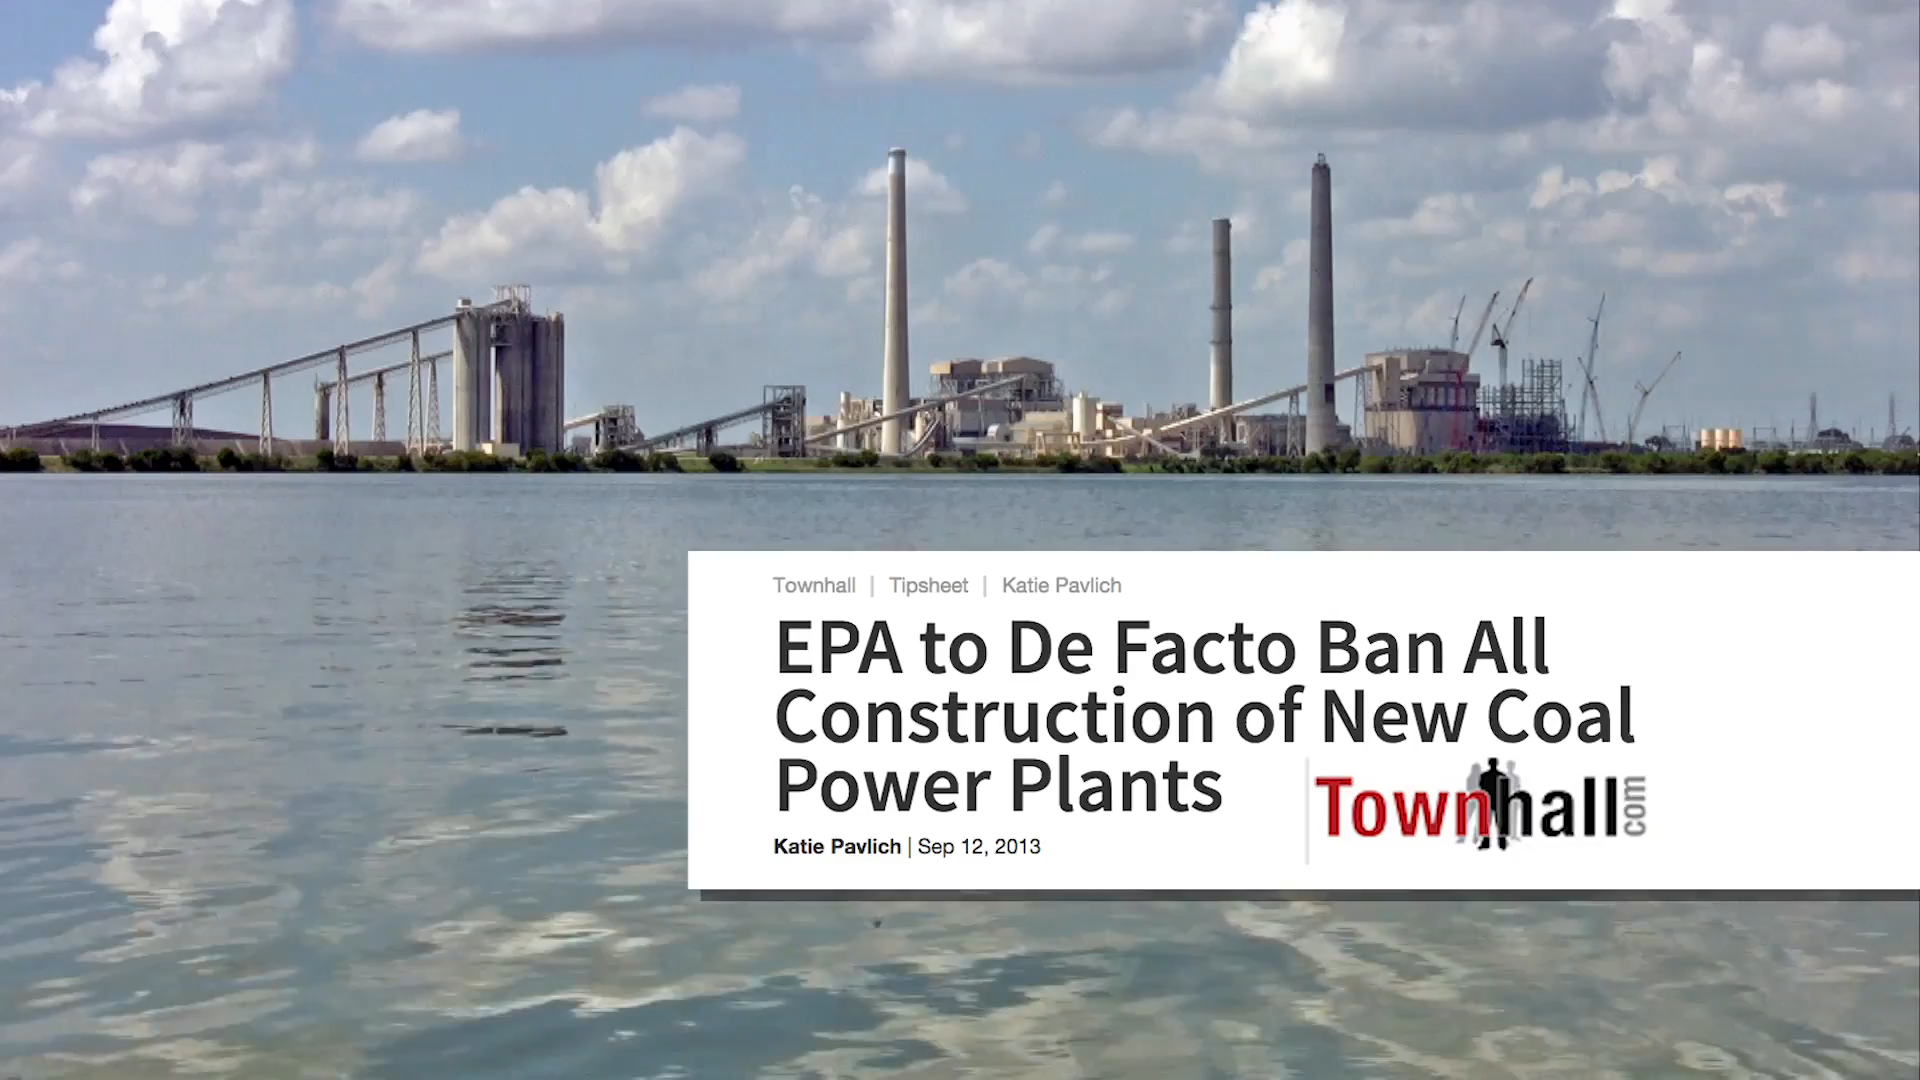 Townhall | Tipsheet | Katie Pavlich
EPA to De Facto Ban All
Construction of New Coal
Power Plants
Townhall.com
Katie Pavlich | Sep 12, 2013